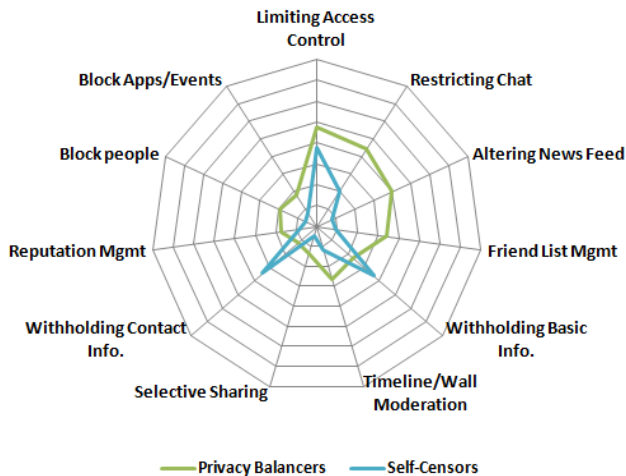 Limiting Access
Control
Block Apps/Events
Restricting Chat
Block people
Altering News Feed
Reputation Mgmt
Friend List Mgmt
Withholding Contact
Info.
Withholding Basic
Info.
Selective Sharing
Timeline/Wall
Moderation
Privacy Balancers
Self-Censors